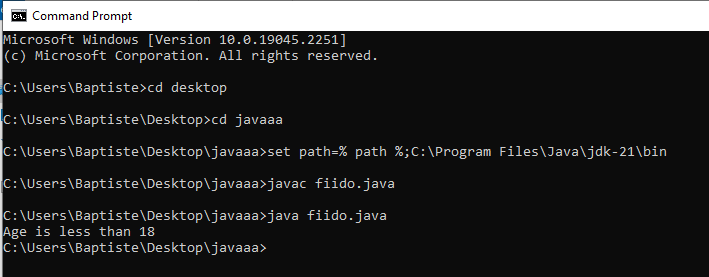 Command Prompt
Microsoft Windows [Version 10.0.19045.2251]
(c) Microsoft Corporation. All rights reserved.
C:\Users\Baptiste>cd desktop
C:\Users\Baptiste\Desktop>cd javaaa
C:\Users\Baptiste\Desktop\javaaa>set path=% path %;C:\Program Files\Java\jdk-21\bin
C:\Users\Baptiste\Desktop\javaaa>javac fiido.java
C:\Users\Baptiste\Desktop\javaaa>java fiido.java
Age is less than 18
C:\Users\Baptiste\Desktop\javaaa>